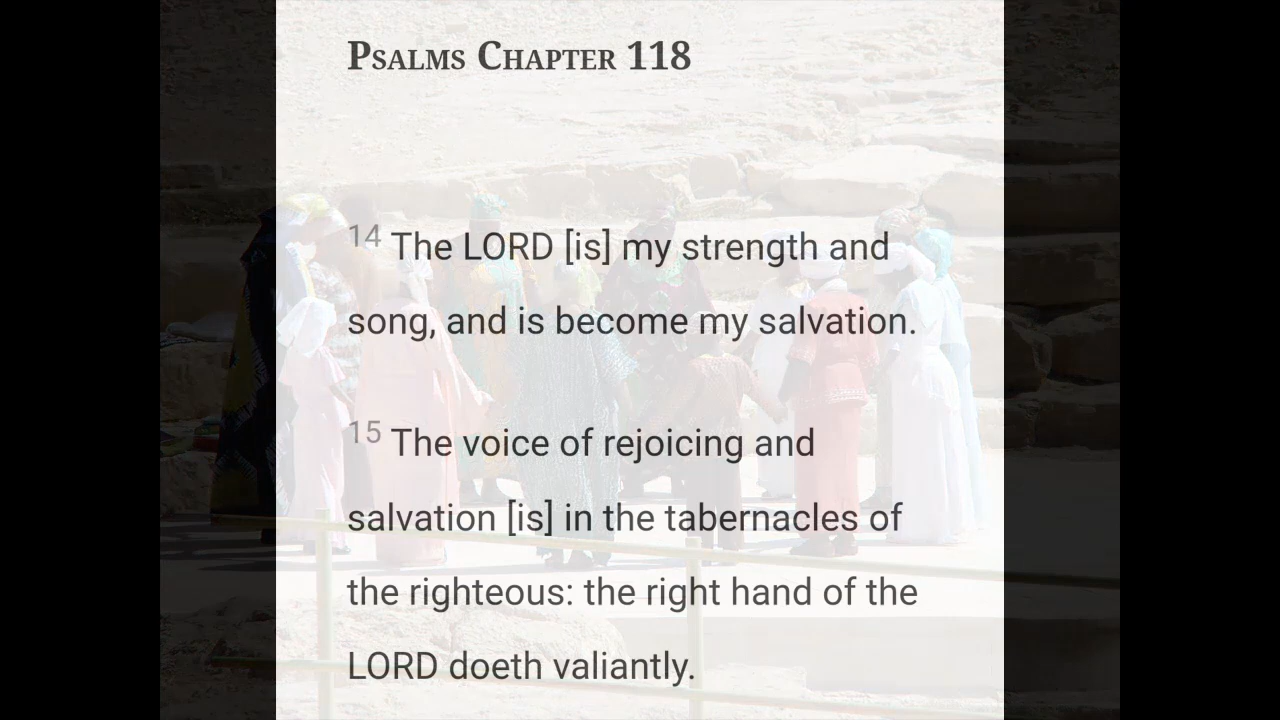 Psalms Chapter 118
14 The LORD [is] my strength and
song, and is become my salvation.
15 The voice of rejoicing and
salvation [is] in the tabernacles of
the righteous: the right hand of the
LORD doeth valiantly.